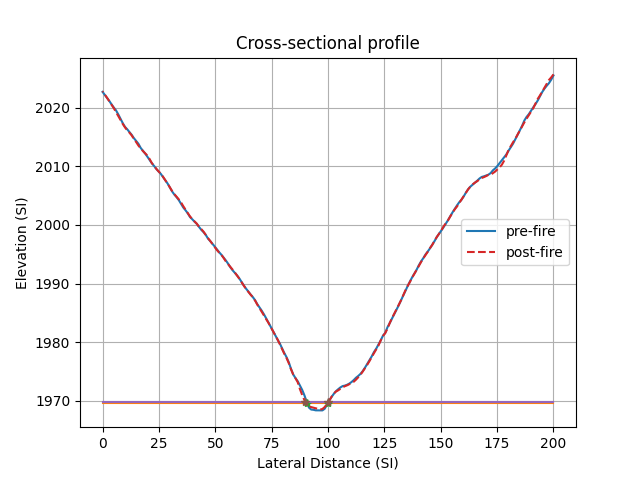 Cross-sectional profile
Elevation (SI)
2020
2010
2000
1990
1980
1970
pre-fire
post-fire
0 25 50 75 100 125 150 175 200
Lateral Distance (SI)